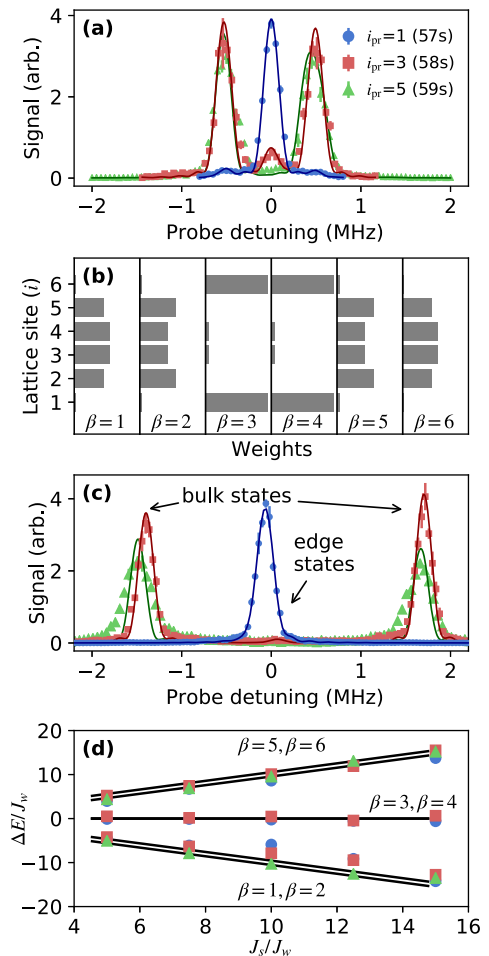 (a)
4
2
0
Signal (arb.)
i_pr=1 (57s)
i_pr=3 (58s)
i_pr=5 (59s)
−2 −1 0 1 2
Probe detuning (MHz)
(b)
6
5
4
3
2
1
Lattice site (i)
β=1 β=2 β=3 β=4 β=5 β=6
Weights
(c)
4
2
0
Signal (arb.)
bulk states
edge
states
−2 −1 0 1 2
Probe detuning (MHz)
(d)
20
10
0
−10
−20
ΔE/J_w
β=5, β=6
β=3, β=4
β=1, β=2
4 6 8 10 12 14 16
J_s/J_w